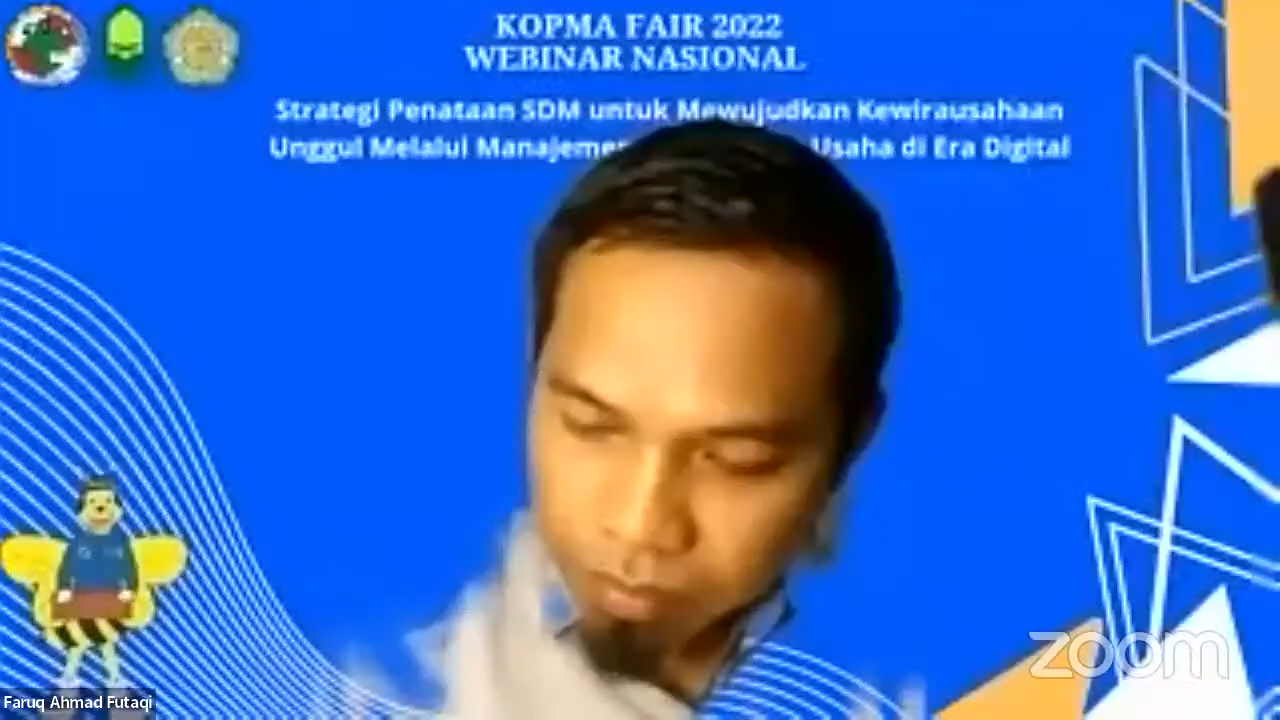 KOPMA FAIR 2022
WEBINAR NASIONAL
Strategi Penataan SDM untuk Mewujudkan Kewirausahaan
Unggul Melalui Usaha di Era Digital
zoom
Faruq Ahmad Futaqi